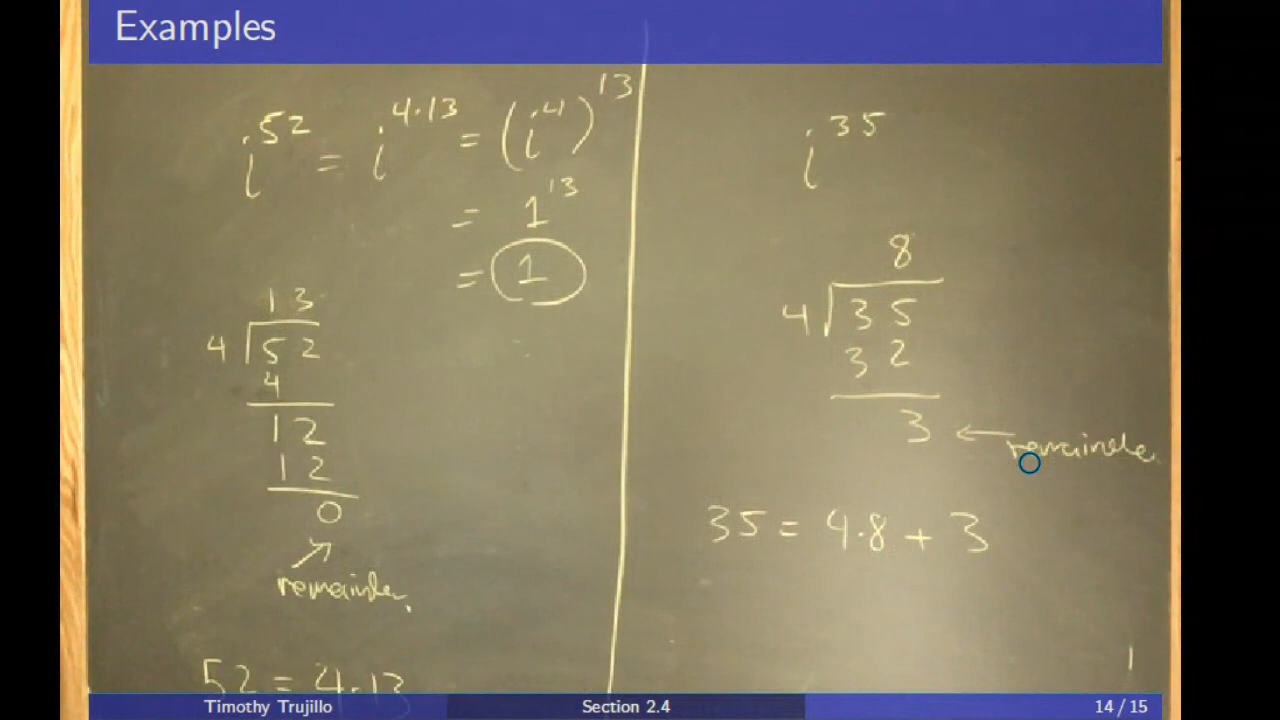 Examples
i^52 = i^4·13 = (i^4)^13
= 1^13
= 1
13
4 52
4
12
12
0
remainder
52 = 4·13
i^35
8
4 35
32
3 ← remainder
35 = 4·8 + 3
Timothy Trujillo Section 2.4 14 / 15